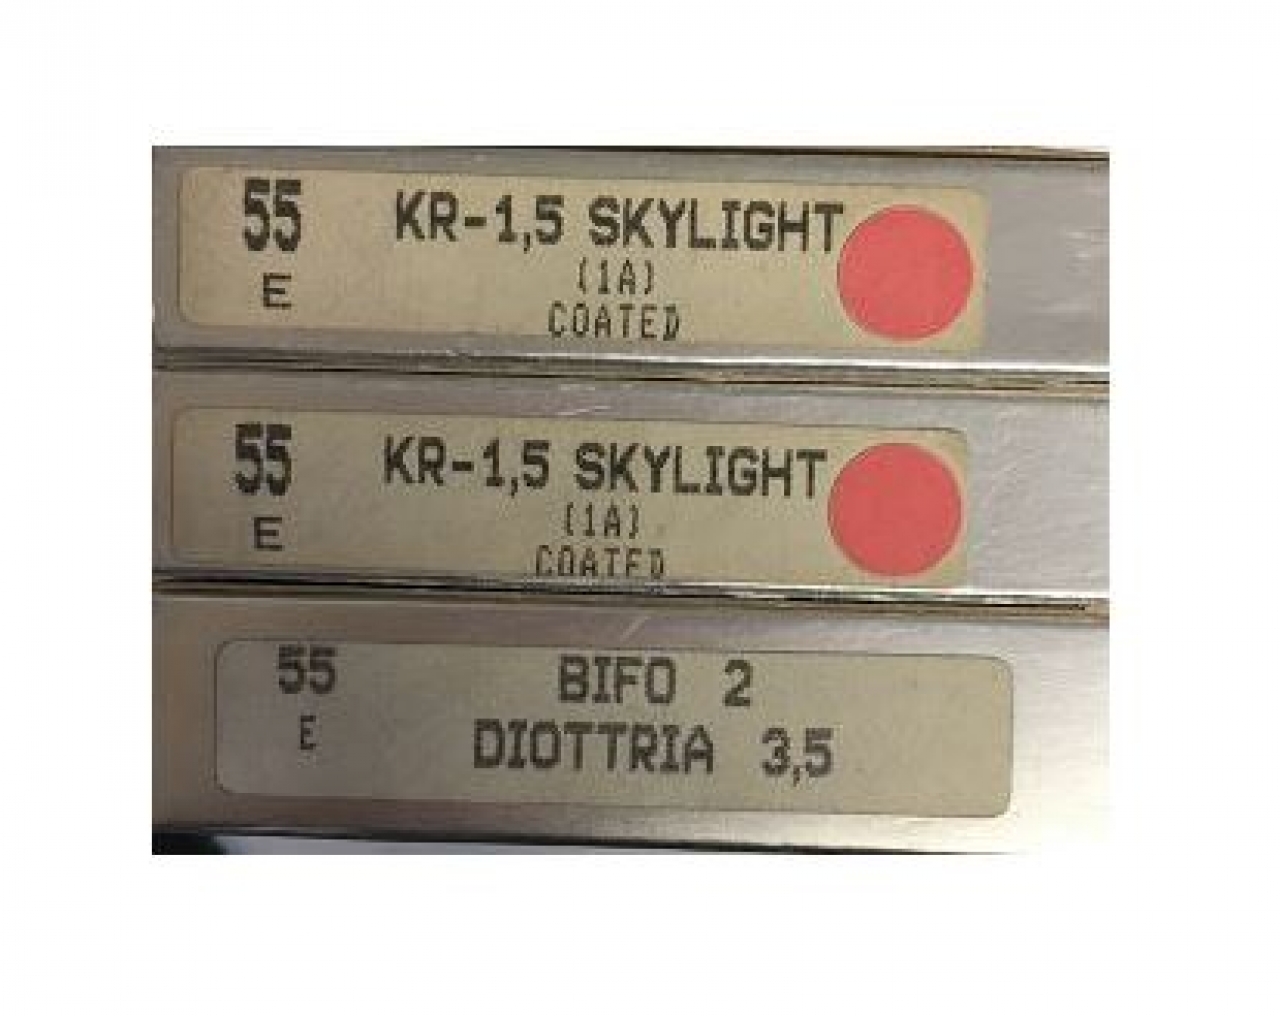 55 KR-1,5 SKYLIGHT
E (1A)
COATED
55 KR-1,5 SKYLIGHT
E (1A)
COATED
55 BIFO 2
E DIOTTRIA 3,5